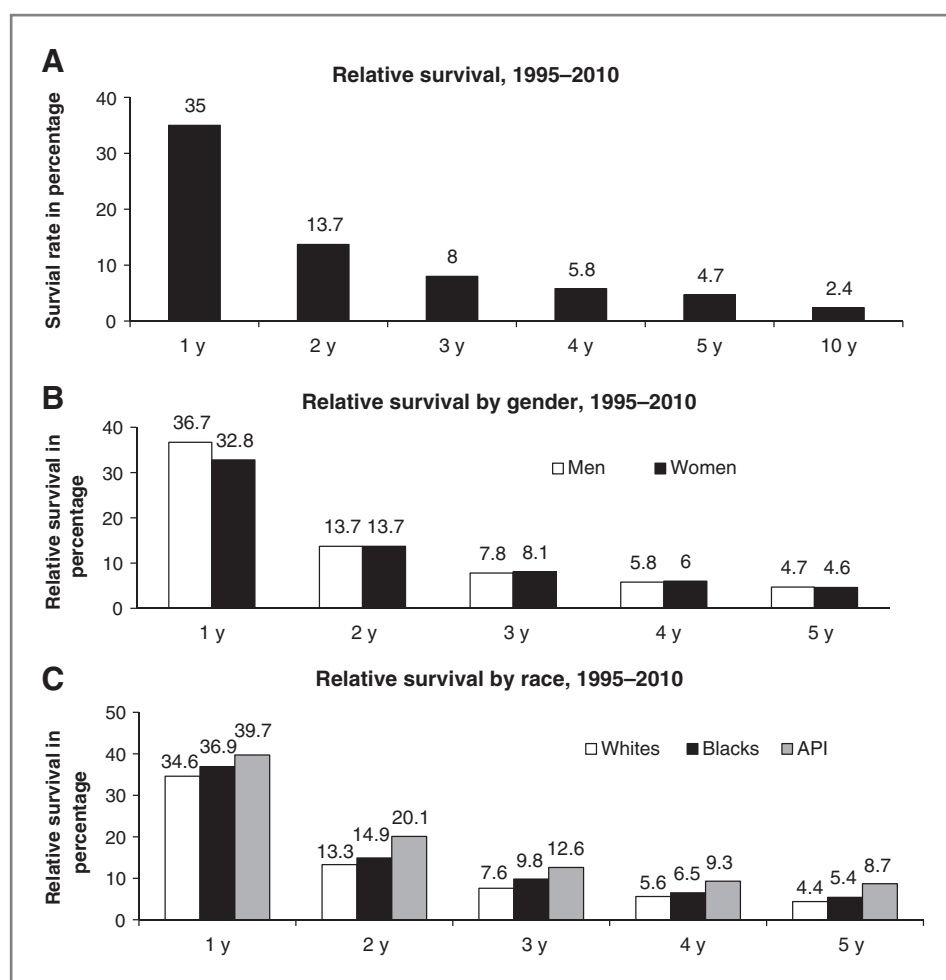 A
Relative survival, 1995–2010
Survial rate in percentage
40
30
20
10
0
35
13.7
8
5.8
4.7
2.4
1 y 2 y 3 y 4 y 5 y 10 y
B
Relative survival by gender, 1995–2010
Relative survival in
percentage
40
30
20
10
0
Men Women
36.7 32.8
13.7 13.7
7.8 8.1
5.8 6
4.7 4.6
1 y 2 y 3 y 4 y 5 y
C
Relative survival by race, 1995–2010
Relative survival in
percentage
50
40
30
20
10
0
Whites Blacks API
34.6 36.9 39.7
13.3 14.9 20.1
7.6 9.8 12.6
5.6 6.5 9.3
4.4 5.4 8.7
1 y 2 y 3 y 4 y 5 y